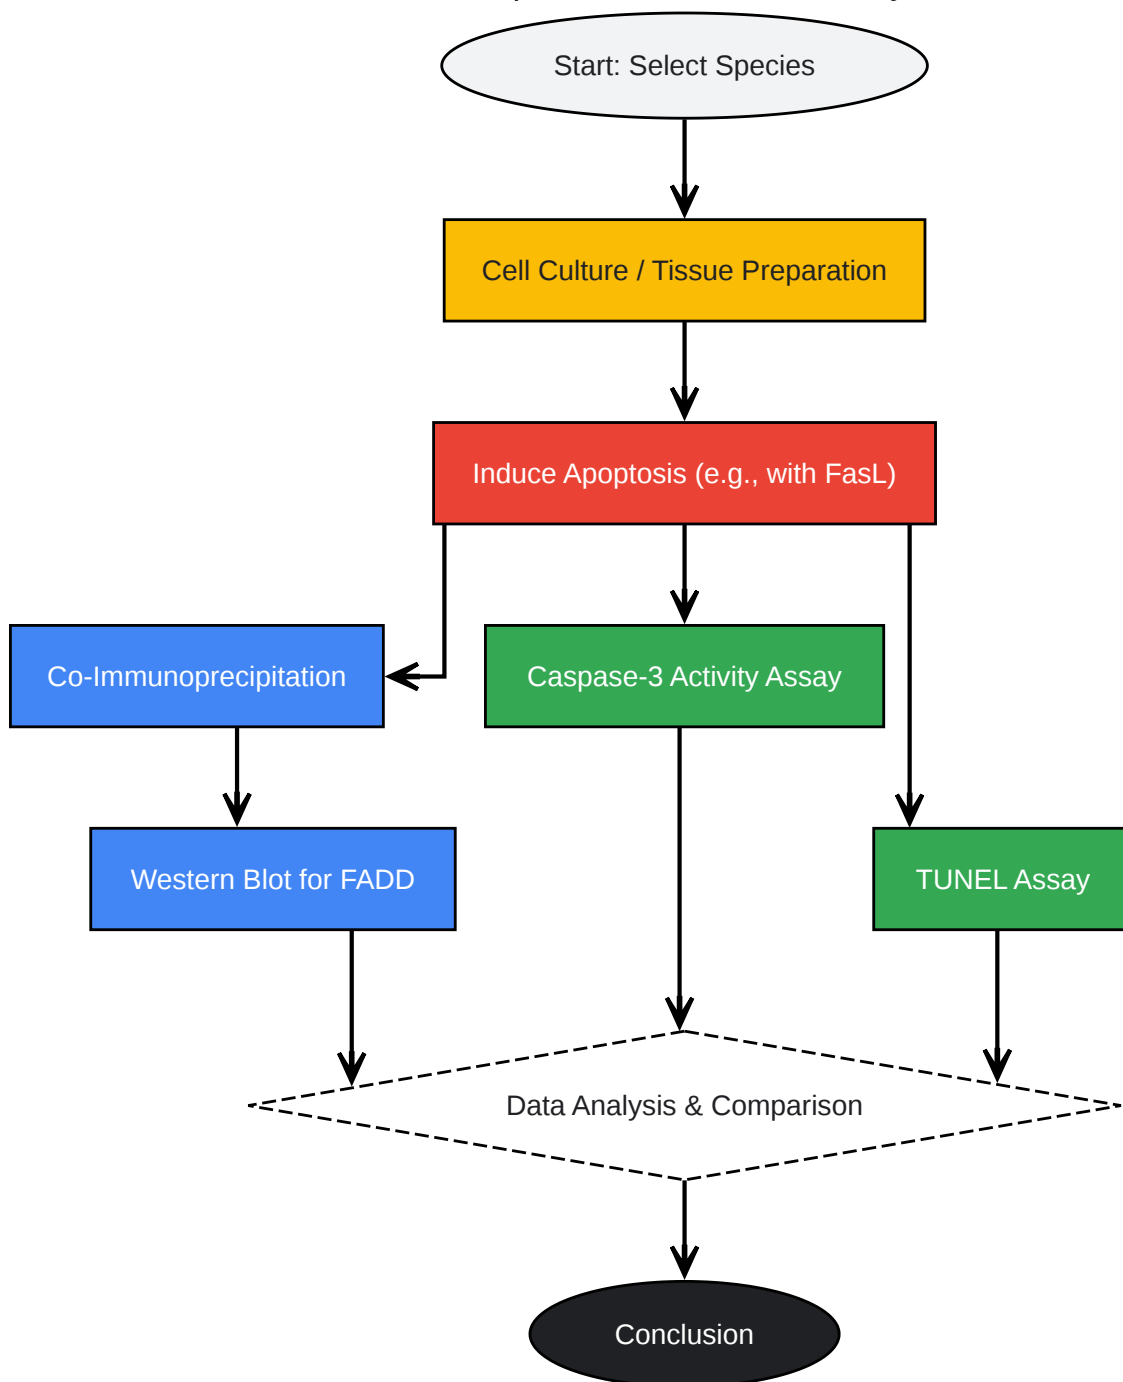 Start: Select Species
Cell Culture / Tissue Preparation
Induce Apoptosis (e.g., with FasL)
Co-Immunoprecipitation
Caspase-3 Activity Assay
Western Blot for FADD
TUNEL Assay
Data Analysis & Comparison
Conclusion